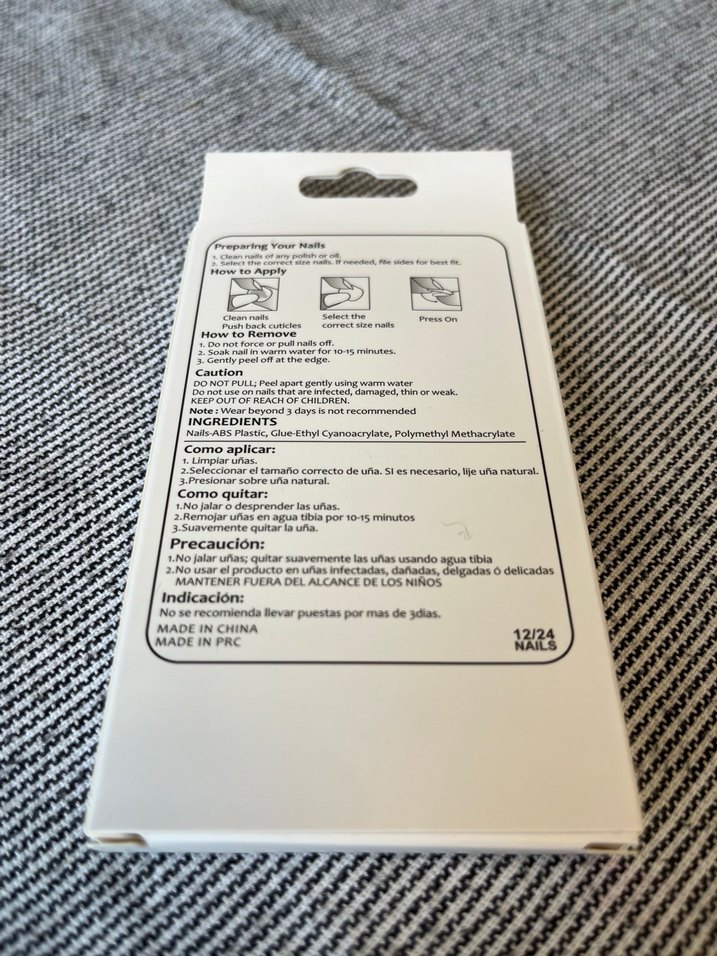 Preparing Your Nails
1. Clean nails of any polish or oil.
2. Select the correct size nails. If needed, file sides for best fit.
How to Apply
Clean nails
Push back cuticles
Select the
correct size nails
Press On
How to Remove
1. Do not force or pull nails off.
2. Soak nail in warm water for 10-15 minutes.
3. Gently peel off at the edge.
Caution
DO NOT PULL; Peel apart gently using warm water
Do not use on nails that are infected, damaged, thin or weak.
KEEP OUT OF REACH OF CHILDREN.
Note : Wear beyond 3 days is not recommended
INGREDIENTS
Nails-ABS Plastic, Glue-Ethyl Cyanoacrylate, Polymethyl Methacrylate
Como aplicar:
1. Limpiar uñas.
2.Seleccionar el tamaño correcto de uña. SI es necesario, lije uña natural.
3.Presionar sobre uña natural.
Como quitar:
1.No jalar o desprender las uñas.
2.Remojar uñas en agua tibia por 10-15 minutos
3.Suavemente quitar la uña.
Precaución:
1.No jalar uñas; quitar suavemente las uñas usando agua tibia
2.No usar el producto en uñas infectadas, dañadas, delgadas ó delicadas
MANTENER FUERA DEL ALCANCE DE LOS NIÑOS
Indicación:
No se recomienda llevar puestas por mas de 3días.
MADE IN CHINA
MADE IN PRC
12/24
NAILS